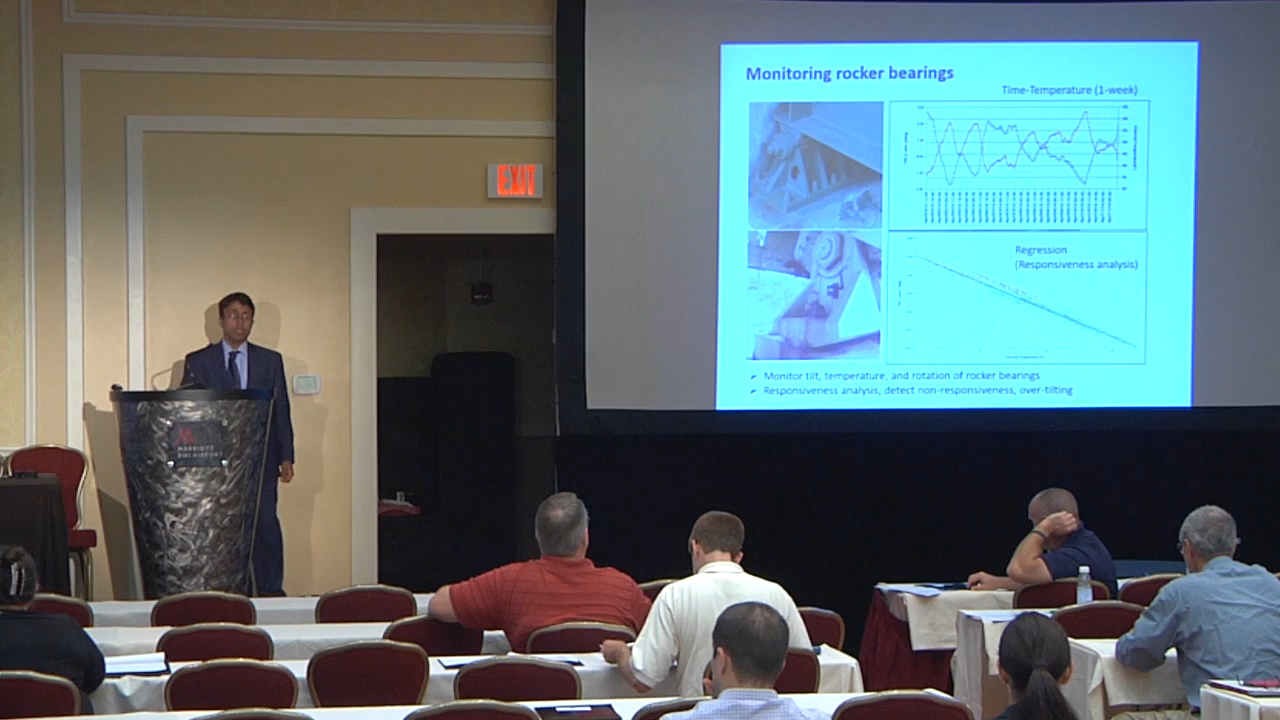 EXIT
MARRIOTT
Monitoring rocker bearings
Time-Temperature (1-week)
Regression
(Responsiveness analysis)
➢ Monitor tilt, temperature, and rotation of rocker bearings
➢ Responsiveness analysis, detect non-responsiveness, over-tilting